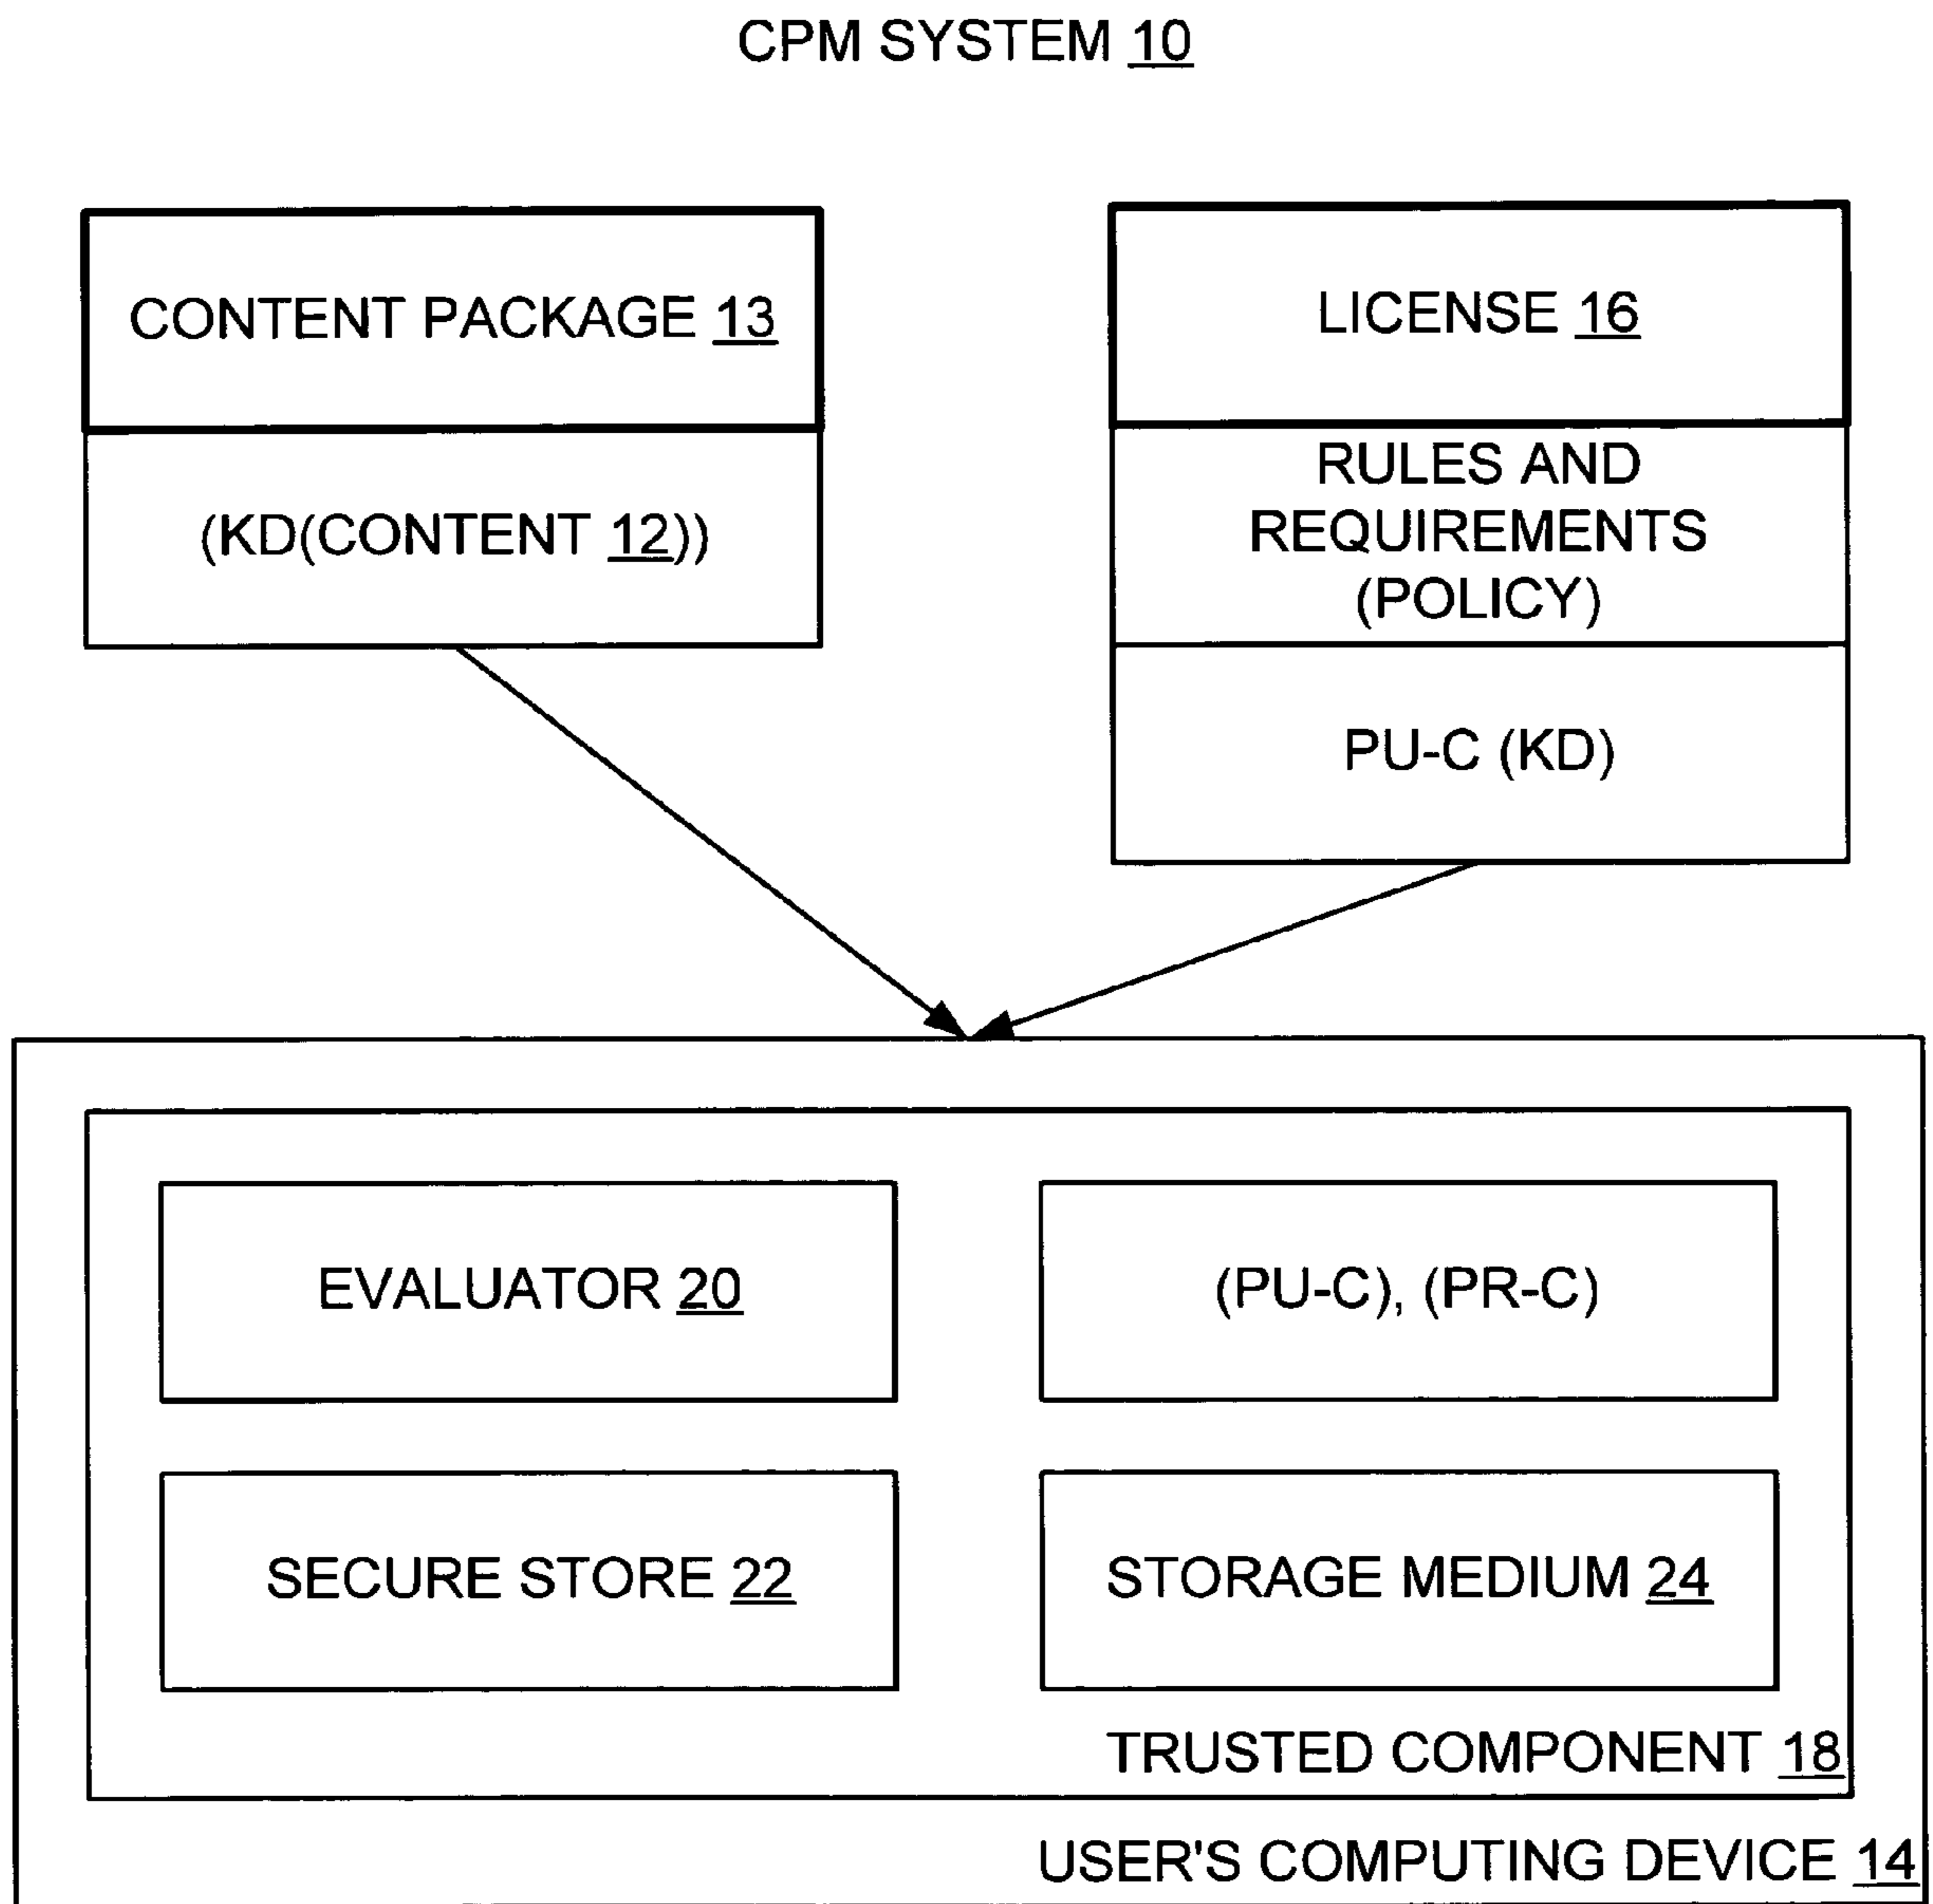 CPM SYSTEM 10
CONTENT PACKAGE 13
(KD(CONTENT 12))
LICENSE 16
RULES AND
REQUIREMENTS
(POLICY)
PU-C (KD)
EVALUATOR 20
(PU-C), (PR-C)
SECURE STORE 22
STORAGE MEDIUM 24
TRUSTED COMPONENT 18
USER'S COMPUTING DEVICE 14